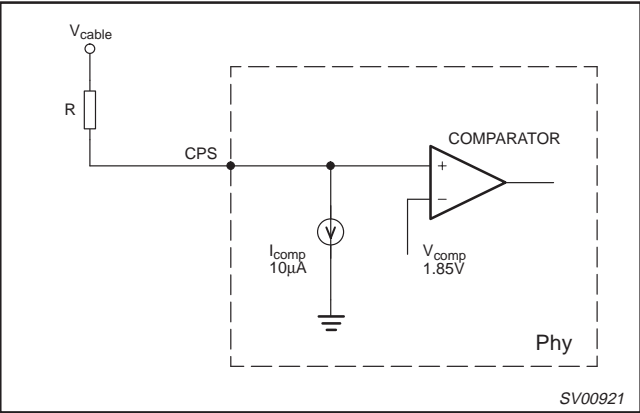 Vcable
R
CPS
COMPARATOR
+
−
Icomp
10µA
Vcomp
1.85V
Phy
SV00921